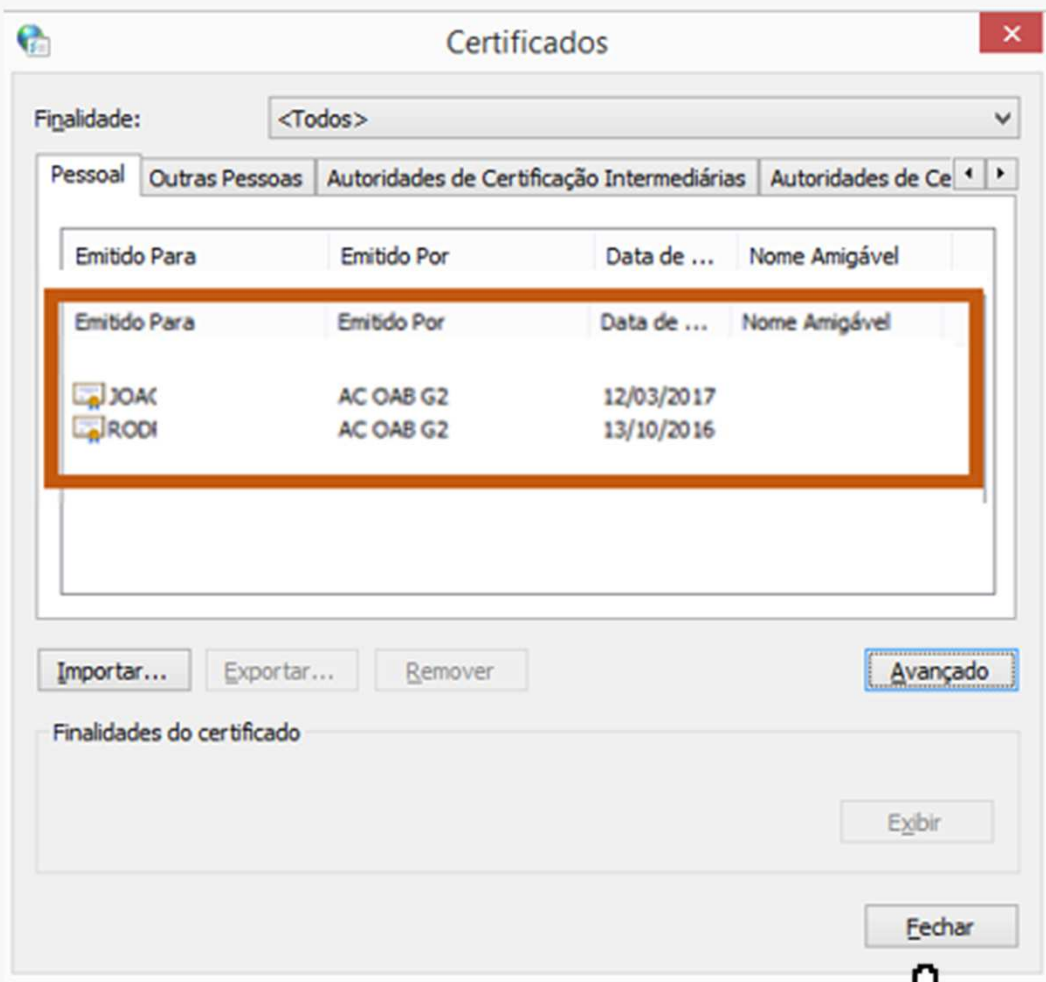 Certificados
Finalidade: <Todos>
Pessoal Outras Pessoas Autoridades de Certificação Intermediárias Autoridades de Ce
Emitido Para Emitido Por Data de ... Nome Amigável
Emitido Para Emitido Por Data de ... Nome Amigável
JOAC AC OAB G2 12/03/2017
RODI AC OAB G2 13/10/2016
Importar... Exportar... Remover Avançado
Finalidades do certificado
Exibir
Fechar